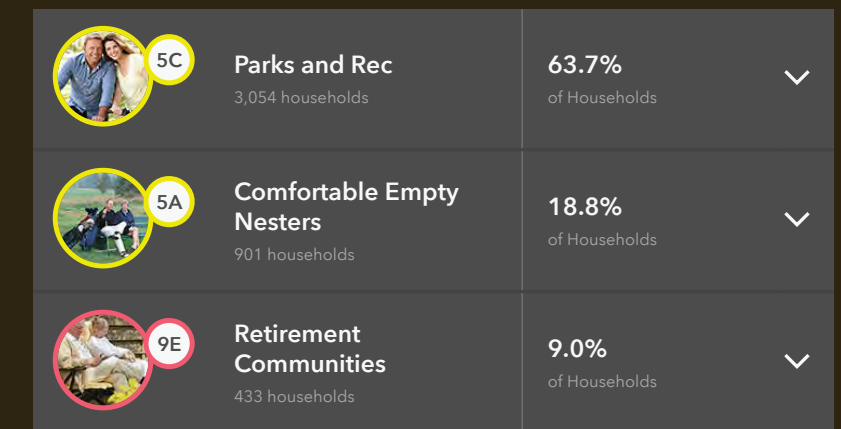 5C
Parks and Rec
3,054 households
63.7%
of Households
5A
Comfortable Empty
Nesters
901 households
18.8%
of Households
9E
Retirement
Communities
433 households
9.0%
of Households